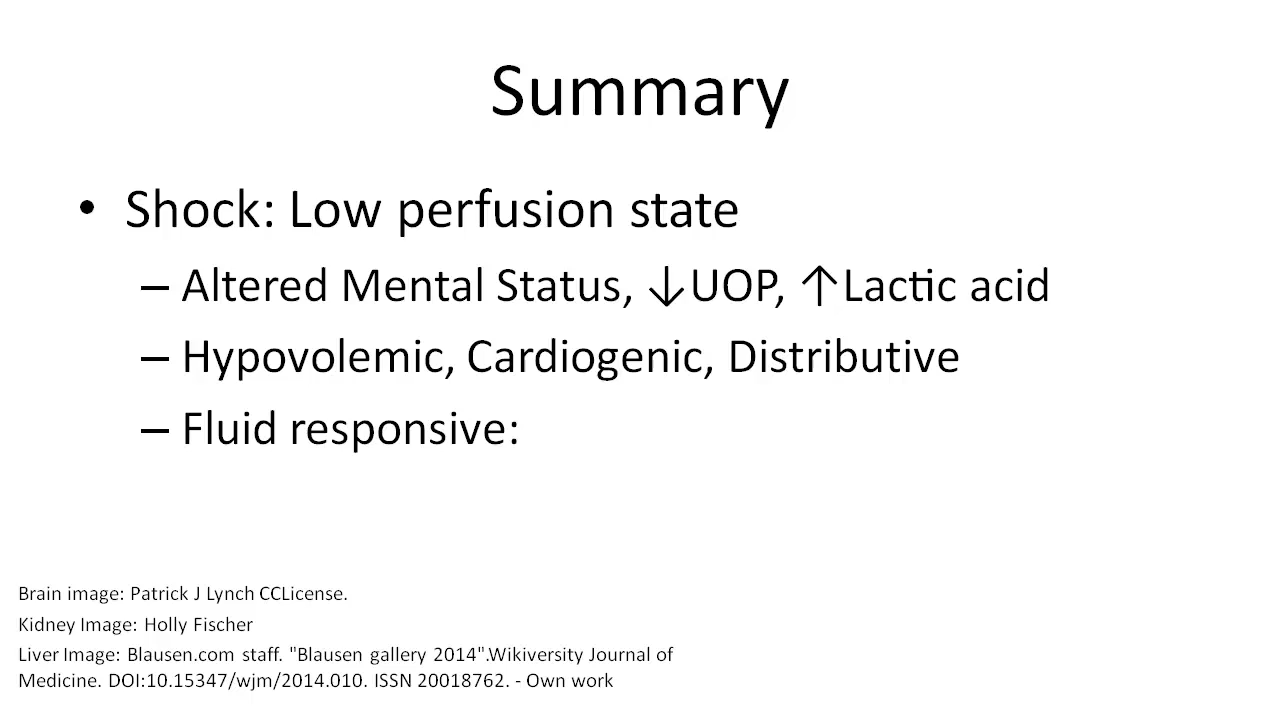 Summary
• Shock: Low perfusion state
– Altered Mental Status, ↓UOP, ↑Lactic acid
– Hypovolemic, Cardiogenic, Distributive
– Fluid responsive:
Brain image: Patrick J Lynch CCLicense.
Kidney Image: Holly Fischer
Liver Image: Blausen.com staff. "Blausen gallery 2014".Wikiversity Journal of
Medicine. DOI:10.15347/wjm/2014.010. ISSN 20018762. - Own work